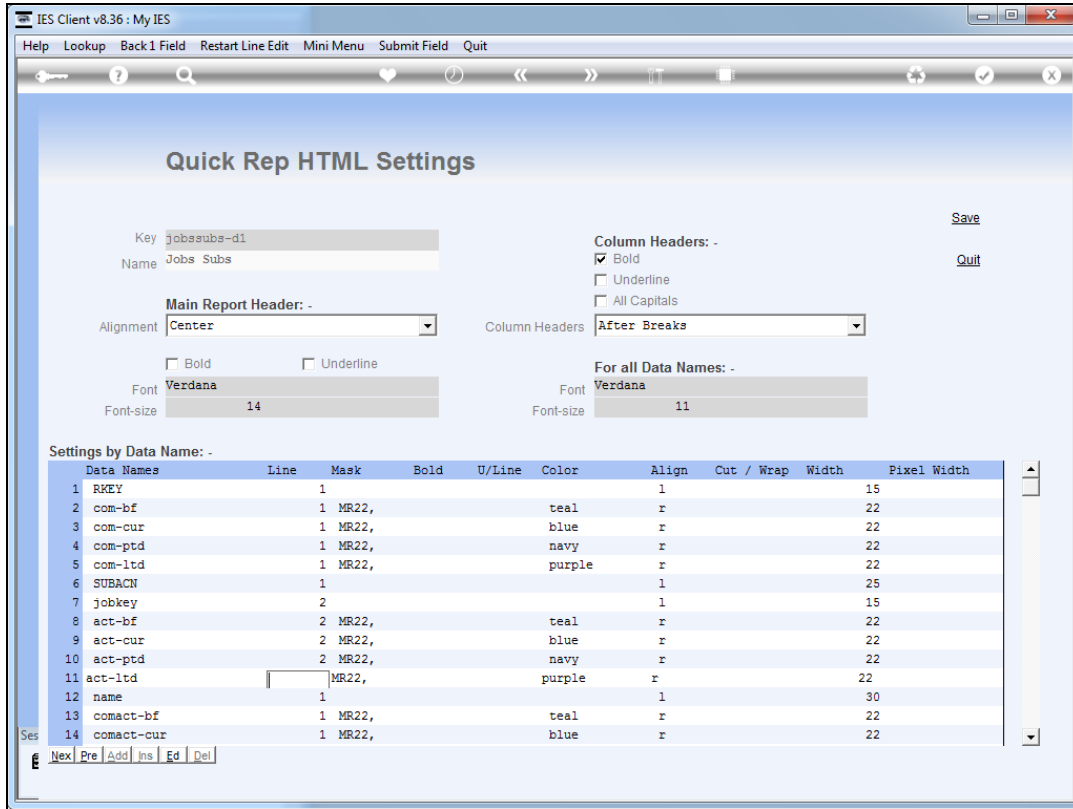 IES Client v8.36 : My IES
Help Lookup Back 1 Field Restart Line Edit Mini Menu Submit Field Quit
Quick Rep HTML Settings
Save
Key jobssubs-d1
Column Headers: -
Name Jobs Subs
Bold
Quit
Underline
Main Report Header: -
All Capitals
Alignment Center
Column Headers After Breaks
Bold Underline
For all Data Names: -
Font Verdana
Font Verdana
Font-size 14
Font-size 11
Settings by Data Name: -
Data Names Line Mask Bold U/Line Color Align Cut / Wrap Width Pixel Width
1 RKEY 1 l 15
2 com-bf 1 MR22, teal r 22
3 com-cur 1 MR22, blue r 22
4 com-ptd 1 MR22, navy r 22
5 com-ltd 1 MR22, purple r 22
6 SUBACN 1 l 25
7 jobkey 2 l 15
8 act-bf 2 MR22, teal r 22
9 act-cur 2 MR22, blue r 22
10 act-ptd 2 MR22, navy r 22
11 act-ltd MR22, purple r 22
12 name 1 l 30
13 comact-bf 1 MR22, teal r 22
14 comact-cur 1 MR22, blue r 22
Ses
Nex Pre Add Ins Ed Del